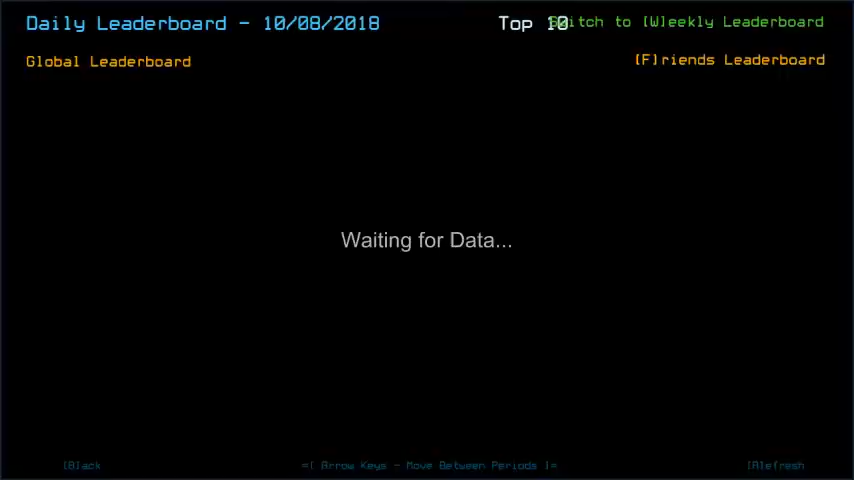 Daily Leaderboard - 10/08/2018
Top 10
Switch to [W]eekly Leaderboard
Global Leaderboard
[F]riends Leaderboard
Waiting for Data...
[B]ack
=[ Arrow Keys - Move Between Periods ]=
[R]efresh